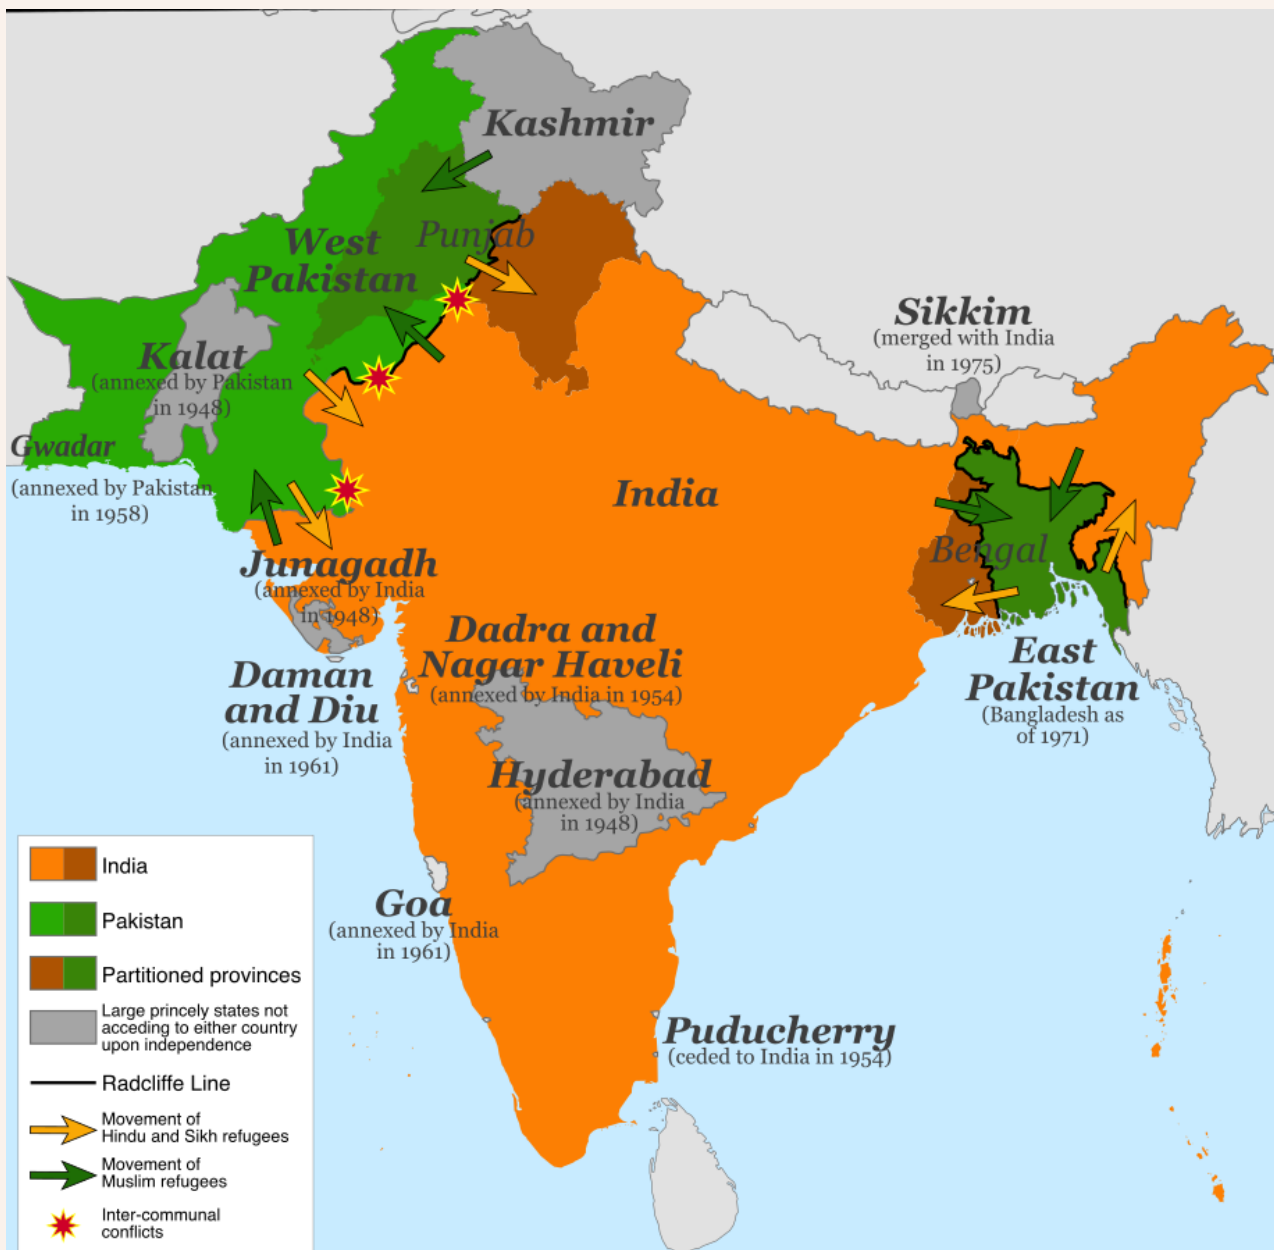 Kashmir
Punjab
West
Pakistan
Sikkim
(merged with India
in 1975)
Kalat
(annexed by Pakistan
in 1948)
Gwadar
(annexed by Pakistan
in 1958)
India
Bengal
Junagadh
(annexed by India
in 1948)
Dadra and
Nagar Haveli
(annexed by India in 1954)
East
Pakistan
(Bangladesh as
of 1971)
Daman
and Diu
(annexed by India
in 1961)
Hyderabad
(annexed by India
in 1948)
Goa
(annexed by India
in 1961)
Puducherry
(ceded to India in 1954)
India
Pakistan
Partitioned provinces
Large princely states not
acceding to either country
upon independence
Radcliffe Line
Movement of
Hindu and Sikh refugees
Movement of
Muslim refugees
Inter-communal
conflicts